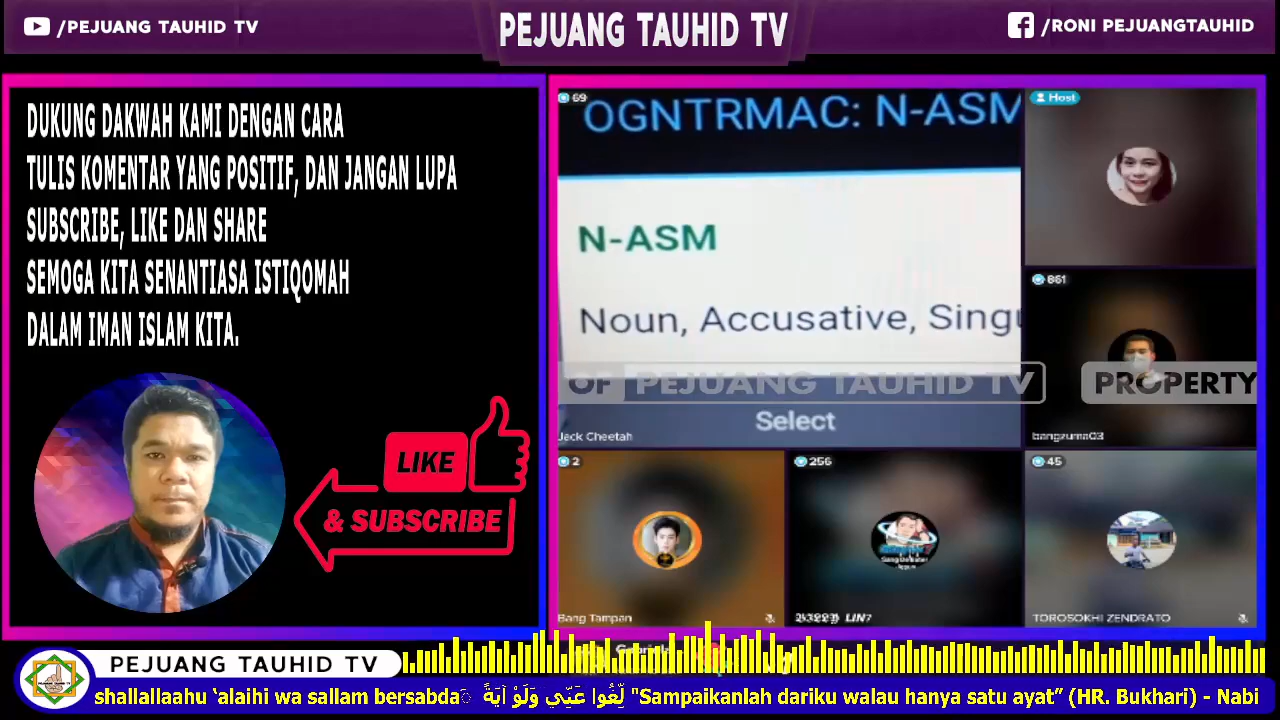 /PEJUANG TAUHID TV
PEJUANG TAUHID TV
/RONI PEJUANGTAUHID
DUKUNG DAKWAH KAMI DENGAN CARA
TULIS KOMENTAR YANG POSITIF, DAN JANGAN LUPA
SUBSCRIBE, LIKE DAN SHARE
SEMOGA KITA SENANTIASA ISTIQOMAH
DALAM IMAN ISLAM KITA.
LIKE
& SUBSCRIBE
69
OGNTRMAC: N-ASM
N-ASM
Noun, Accusative, Singu
OF PEJUANG TAUHID TV
PROPERTY
Select
Jack Cheetah
Host
861
bangzuma03
2
Bang Tampan
256
LIN7
45
TOROSOKHI ZENDRATO
PEJUANG TAUHID TV
shallallaahu ‘alaihi wa sallam bersabda لِّغُوا عَنِّي وَلَوْ آيَةً "Sampaikanlah dariku walau hanya satu ayat” (HR. Bukhari) - Nabi